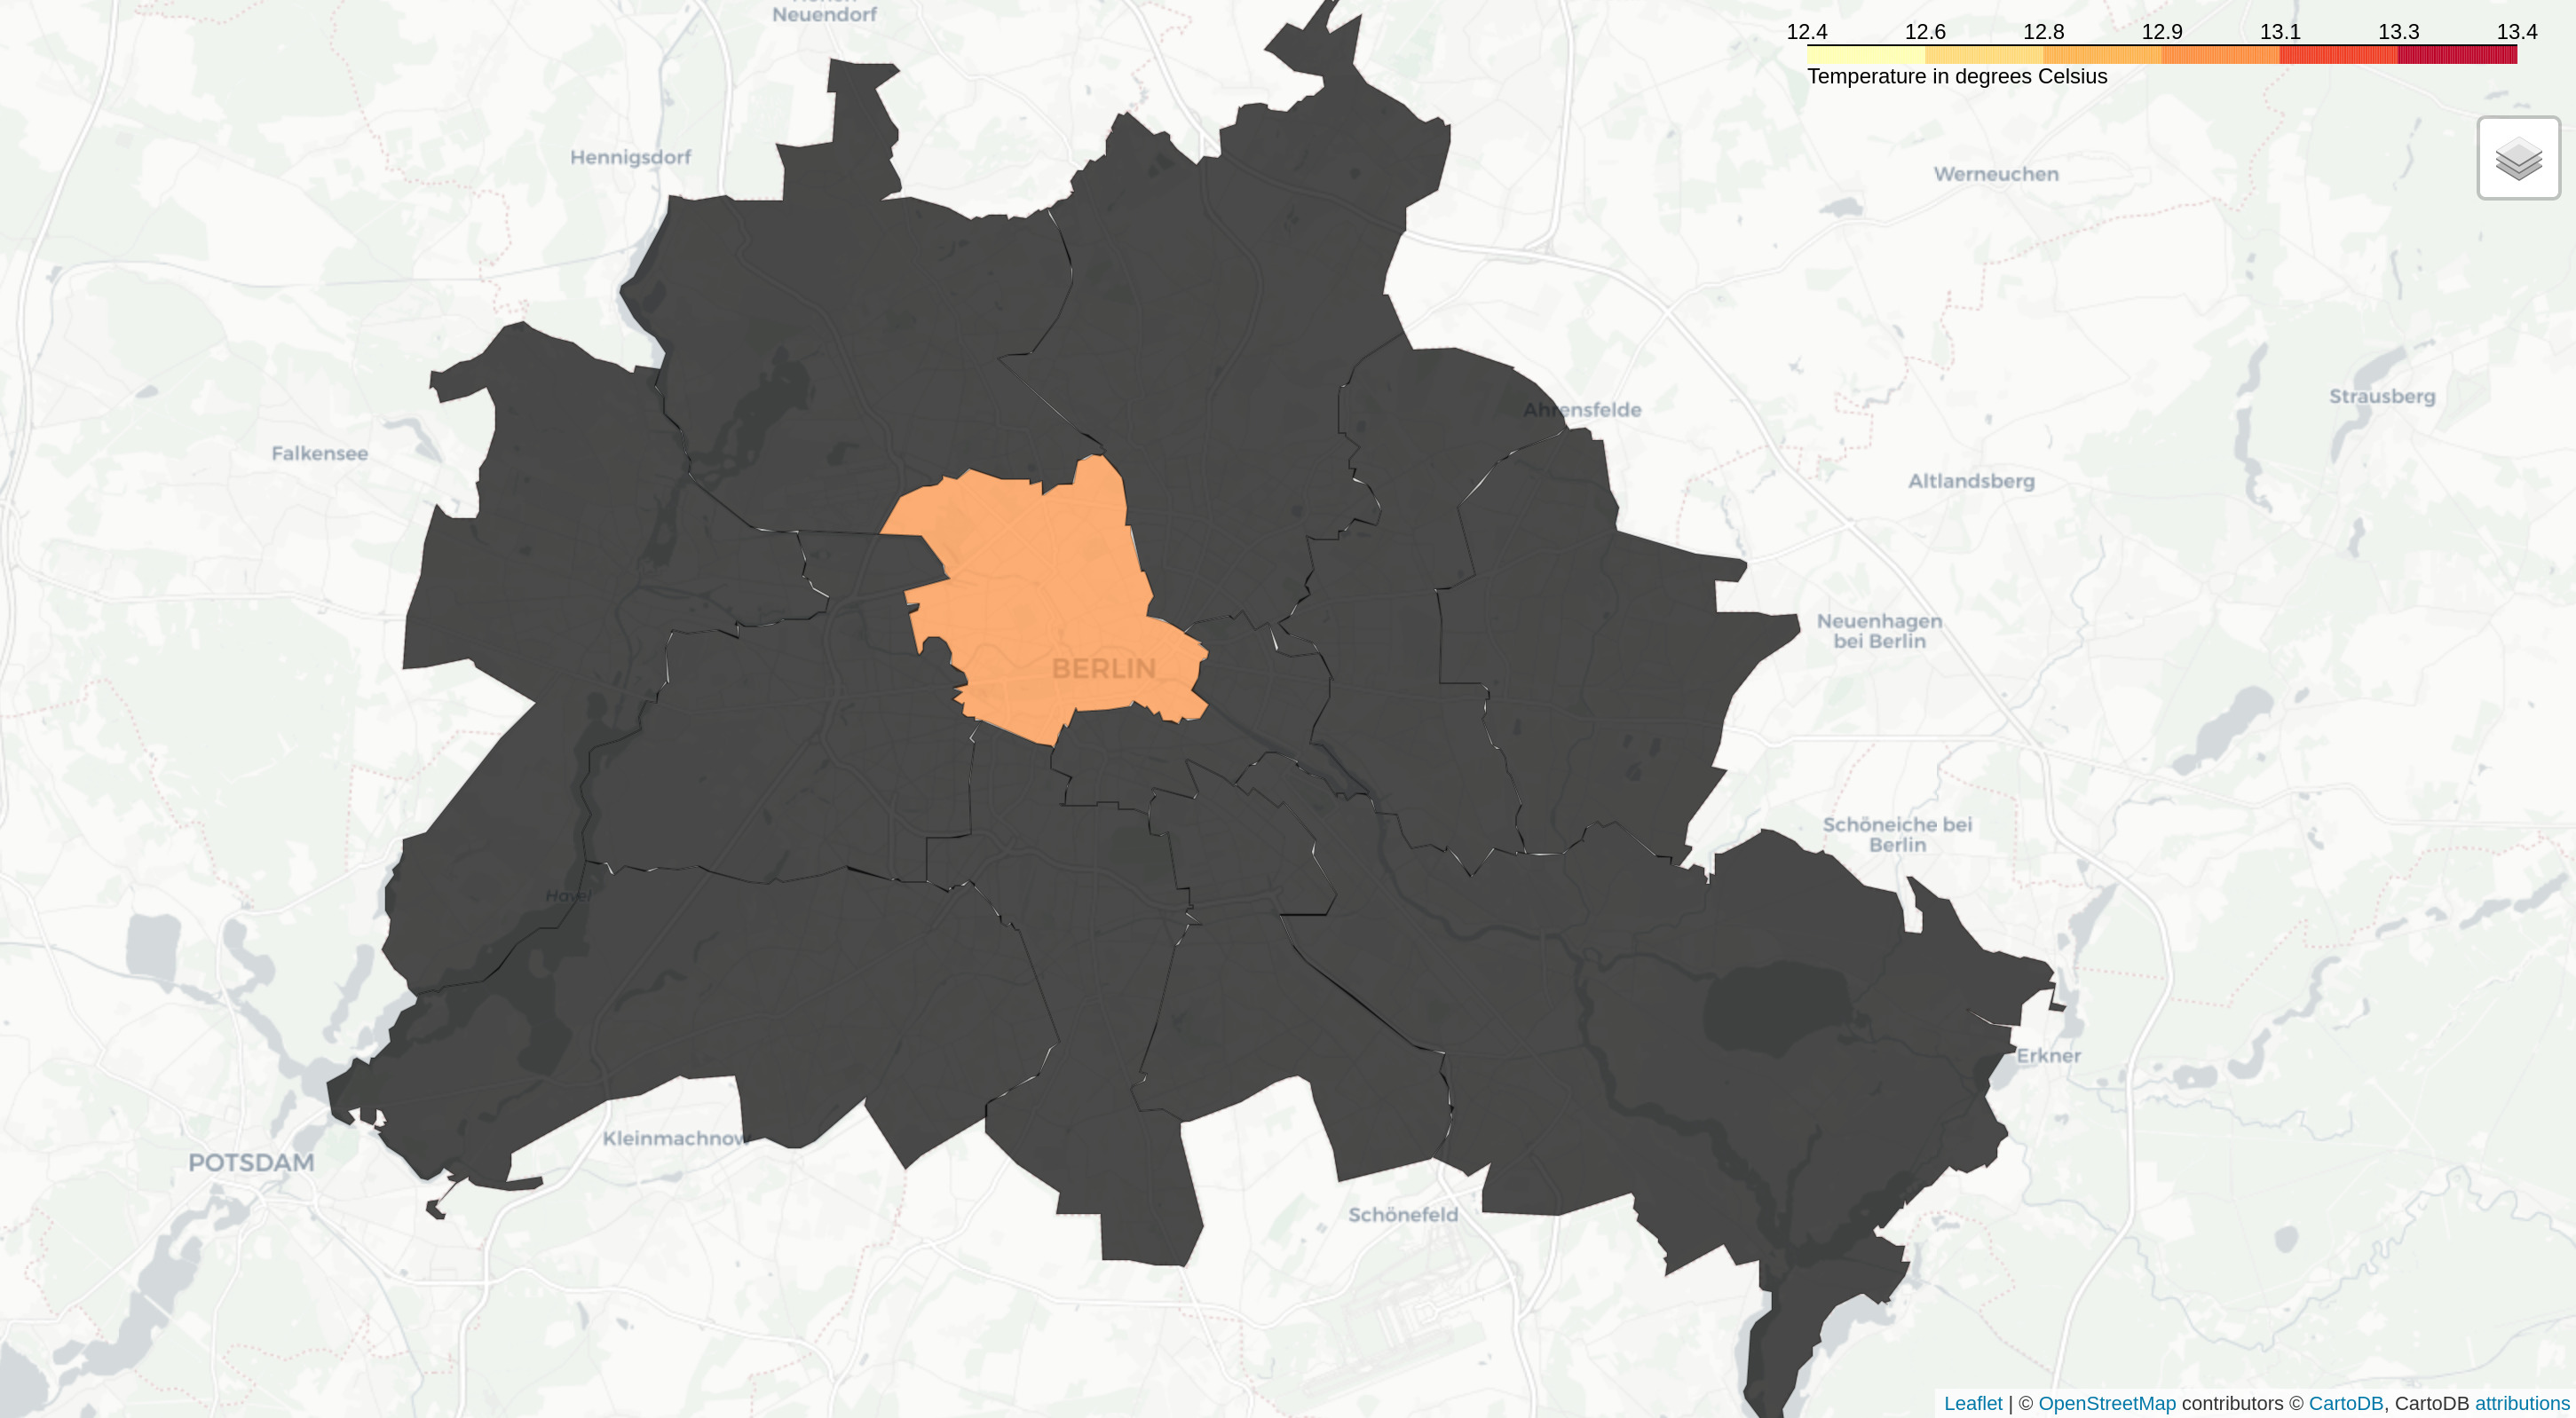 Neuendorf
12.4 12.6 12.8 12.9 13.1 13.3 13.4
Temperature in degrees Celsius
Hennigsdorf
Werneuchen
Strausberg
Ahrensfelde
Falkensee
Altlandsberg
Neuenhagen
bei Berlin
BERLIN
Schöneiche bei
Berlin
Havel
Erkner
Kleinmachnow
POTSDAM
Schönefeld
Leaflet | © OpenStreetMap contributors © CartoDB, CartoDB attributions